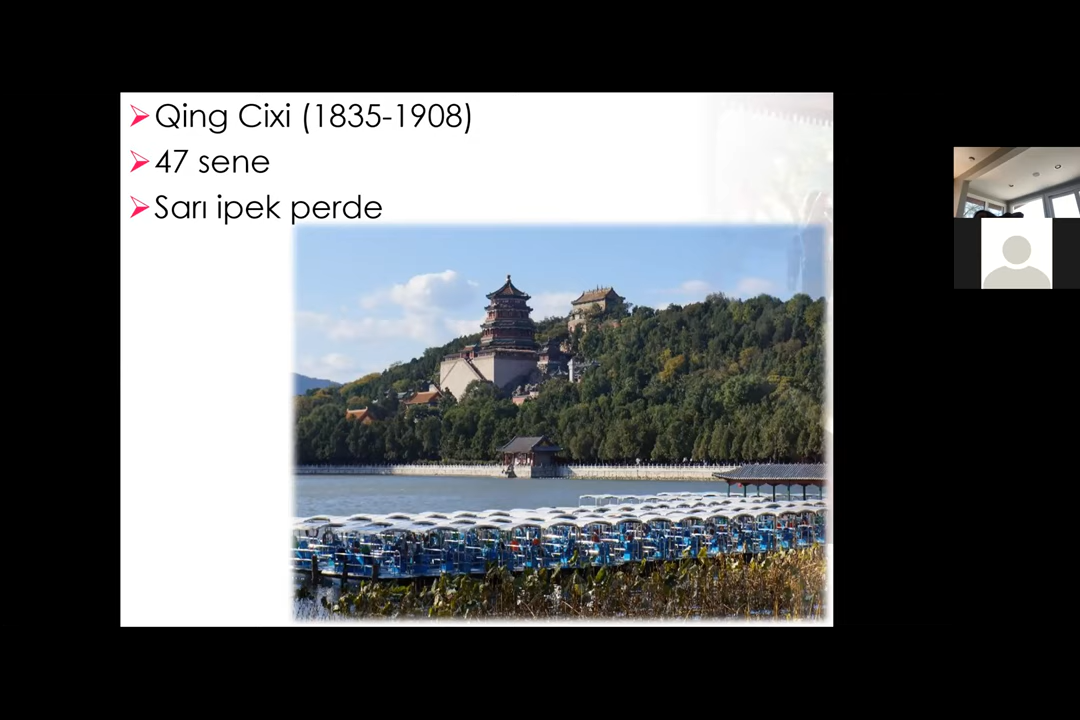 Qing Cixi (1835-1908)
47 sene
Sarı ipek perde